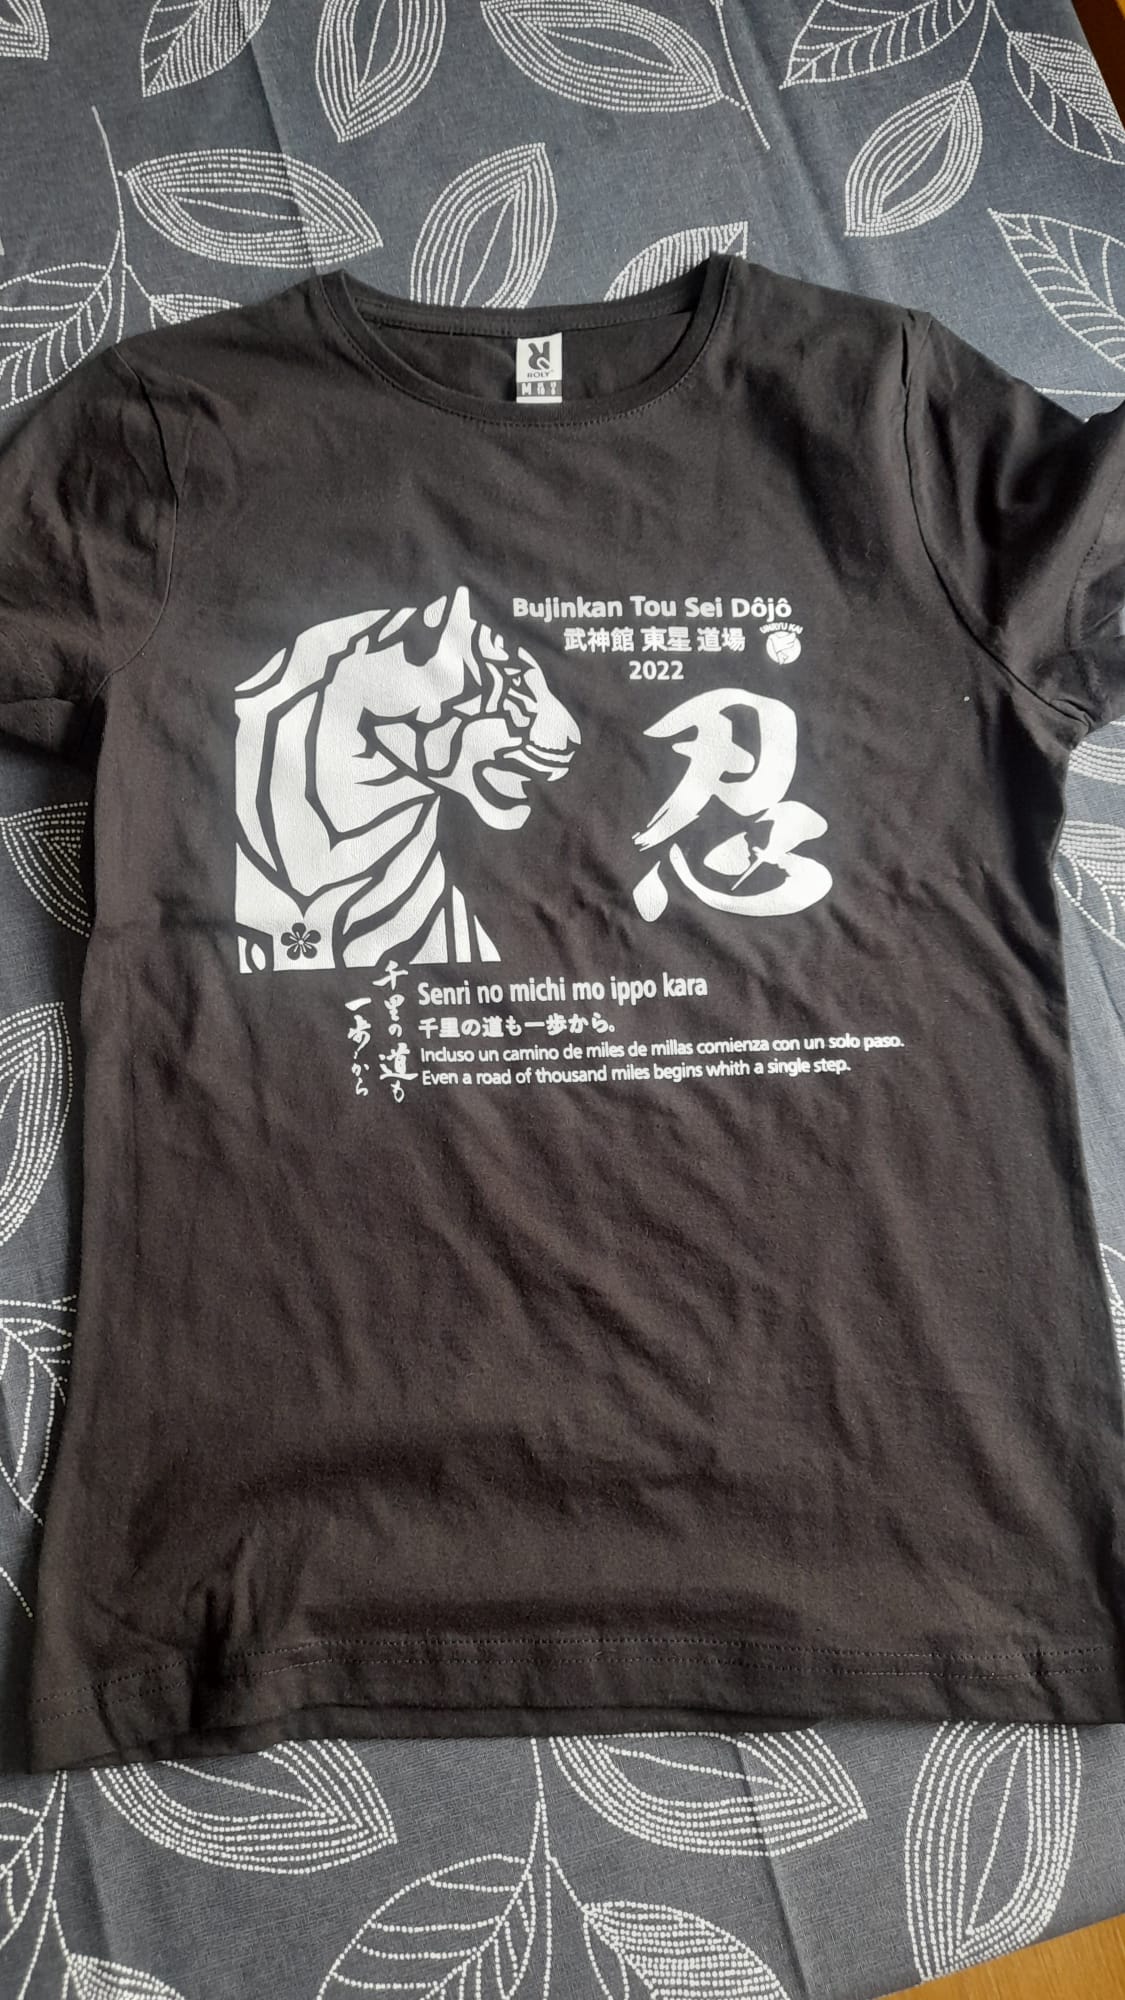 ROLY
M
Bujinkan Tou Sei Dôjô
武神館 東星 道場
UNRYU KAI
2022
忍
千里の道も
一歩から
Senri no michi mo ippo kara
千里の道も一歩から。
Incluso un camino de miles de millas comienza con un solo paso.
Even a road of thousand miles begins whith a single step.